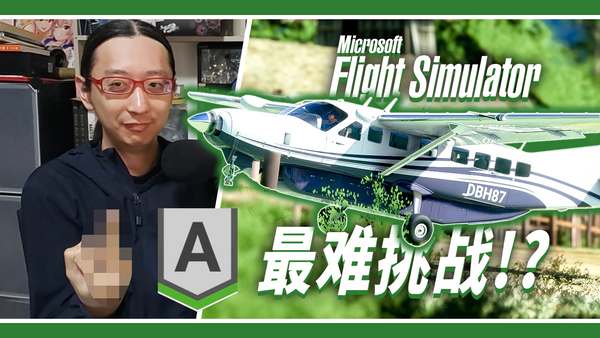 Microsoft
Flight Simulator
DBH87
A
最难挑战!?